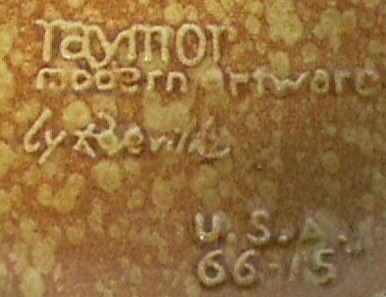 raymor
modern artware
by Roseville
U.S.A.
66-15"